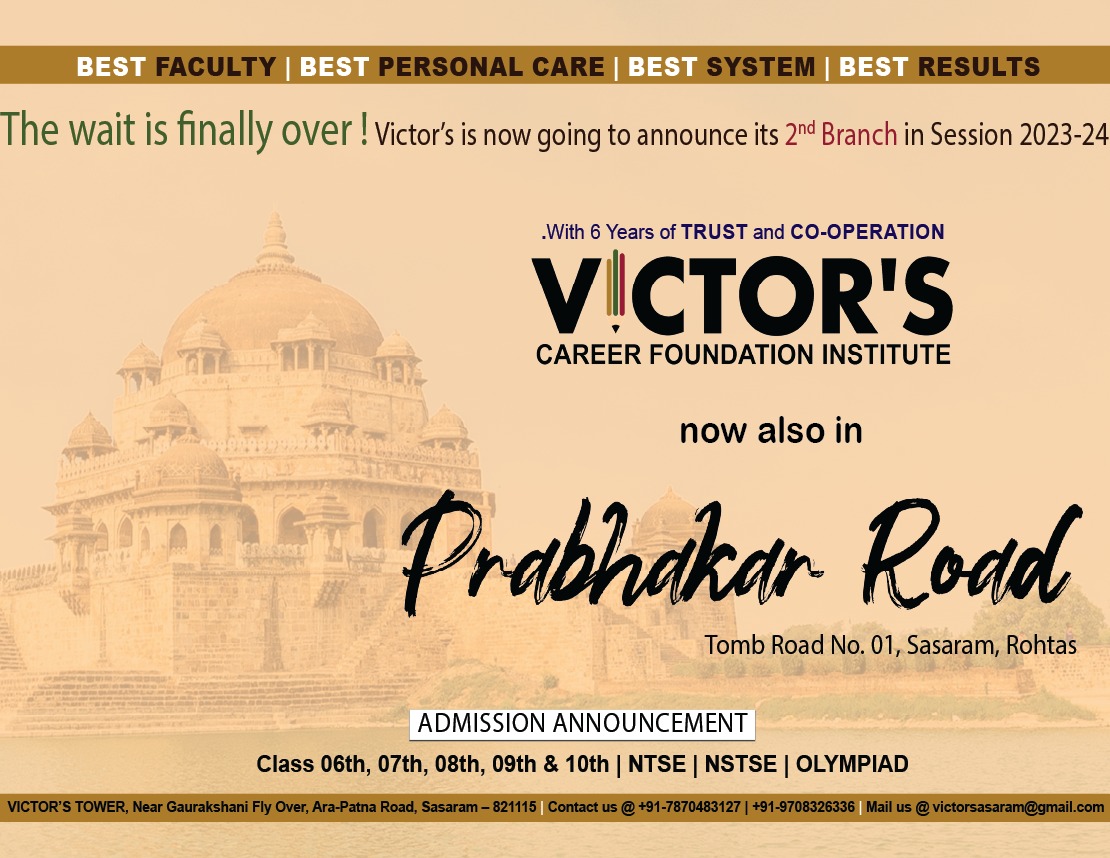 BEST FACULTY | BEST PERSONAL CARE | BEST SYSTEM | BEST RESULTS
The wait is finally over ! Victor’s is now going to announce its 2nd Branch in Session 2023-24
.With 6 Years of TRUST and CO-OPERATION
VICTOR'S
CAREER FOUNDATION INSTITUTE
now also in
Prabhakar Road
Tomb Road No. 01, Sasaram, Rohtas
ADMISSION ANNOUNCEMENT
Class 06th, 07th, 08th, 09th & 10th | NTSE | NSTSE | OLYMPIAD
VICTOR’S TOWER, Near Gaurakshani Fly Over, Ara-Patna Road, Sasaram – 821115 | Contact us @ +91-7870483127 | +91-9708326336 | Mail us @ victorsasaram@gmail.com